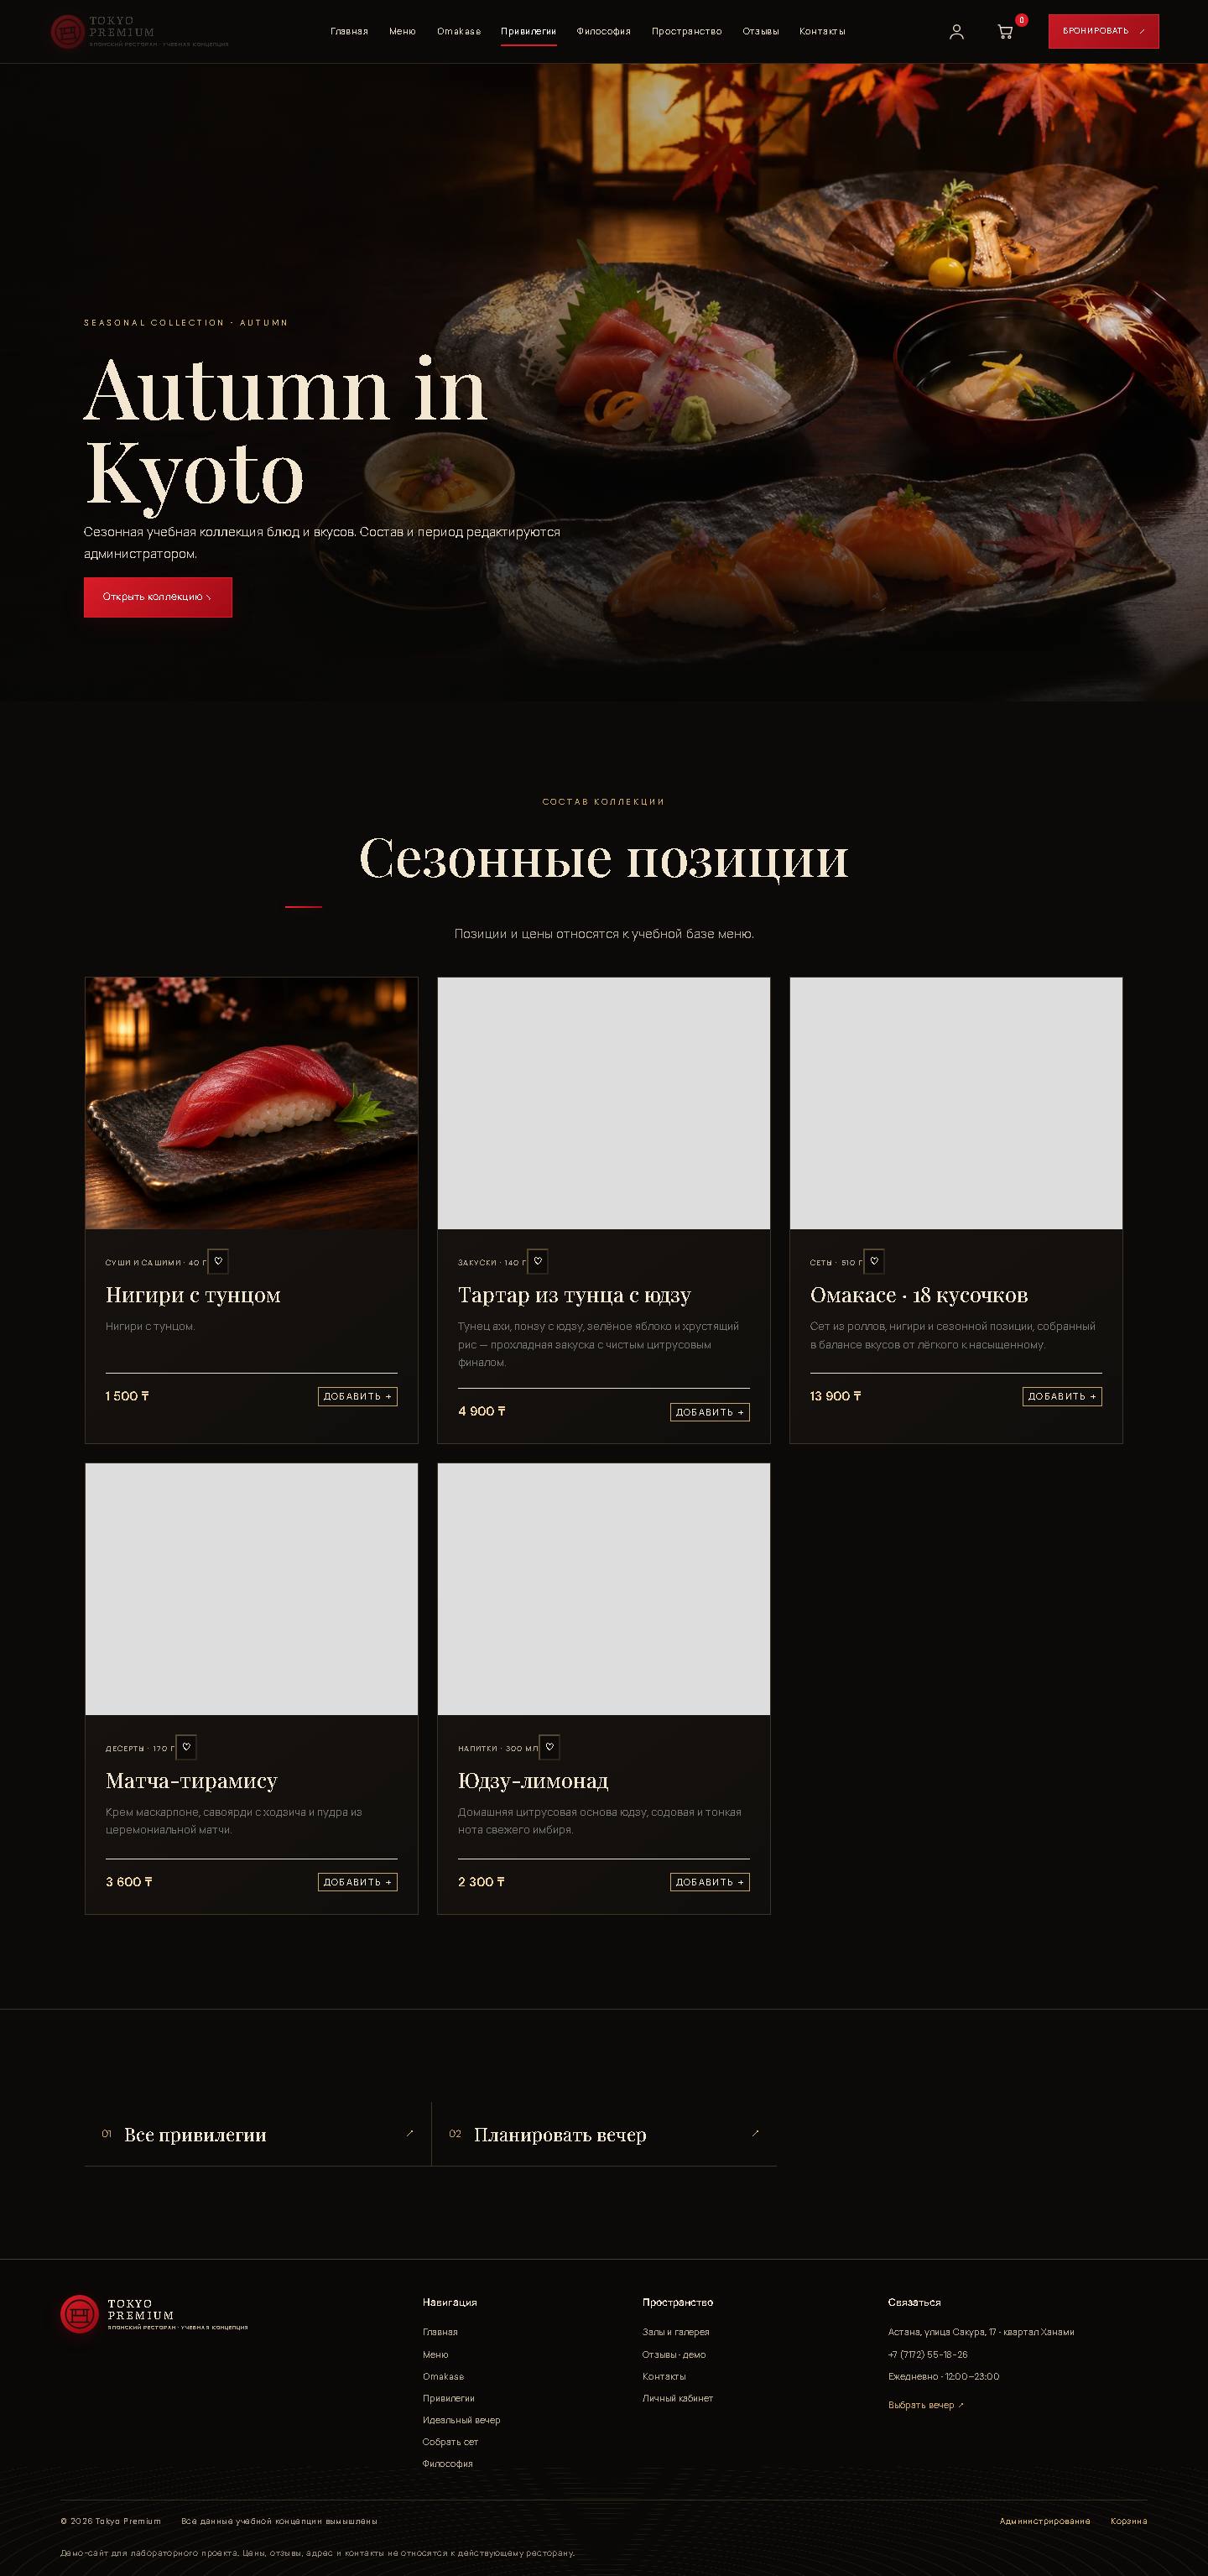 TOKYO
PREMIUM
ЯПОНСКИЙ РЕСТОРАН · УЧЕБНАЯ КОНЦЕПЦИЯ
Главная Меню Omakase Привилегии Философия Пространство Отзывы Контакты
0
БРОНИРОВАТЬ ↗
SEASONAL COLLECTION · AUTUMN
Autumn in
Kyoto
Сезонная учебная коллекция блюд и вкусов. Состав и период редактируются
администратором.
Открыть коллекцию ↘
СОСТАВ КОЛЛЕКЦИИ
Сезонные позиции
Позиции и цены относятся к учебной базе меню.
СУШИ И САШИМИ · 40 Г ♡
Нигири с тунцом
Нигири с тунцом.
1 500 ₸
ДОБАВИТЬ +
ЗАКУСКИ · 140 Г ♡
Тартар из тунца с юдзу
Тунец ахи, понзу с юдзу, зелёное яблоко и хрустящий
рис — прохладная закуска с чистым цитрусовым
финалом.
4 900 ₸
ДОБАВИТЬ +
СЕТЫ · 510 Г ♡
Омакасе · 18 кусочков
Сет из роллов, нигири и сезонной позиции, собранный
в балансе вкусов от лёгкого к насыщенному.
13 900 ₸
ДОБАВИТЬ +
ДЕСЕРТЫ · 170 Г ♡
Матча-тирамису
Крем маскарпоне, савоярди с ходзича и пудра из
церемониальной матчи.
3 600 ₸
ДОБАВИТЬ +
НАПИТКИ · 300 МЛ ♡
Юдзу-лимонад
Домашняя цитрусовая основа юдзу, содовая и тонкая
нота свежего имбиря.
2 300 ₸
ДОБАВИТЬ +
01 Все привилегии ↗
02 Планировать вечер ↗
TOKYO
PREMIUM
ЯПОНСКИЙ РЕСТОРАН · УЧЕБНАЯ КОНЦЕПЦИЯ
Навигация
Главная
Меню
Omakase
Привилегии
Идеальный вечер
Собрать сет
Философия
Пространство
Залы и галерея
Отзывы · демо
Контакты
Личный кабинет
Связаться
Астана, улица Сакура, 17 · квартал Ханами
+7 (7172) 55-18-26
Ежедневно · 12:00–23:00
Выбрать вечер ↗
© 2026 Tokyo Premium Все данные учебной концепции вымышлены
Администрирование Корзина
Демо-сайт для лабораторного проекта. Цены, отзывы, адрес и контакты не относятся к действующему ресторану.